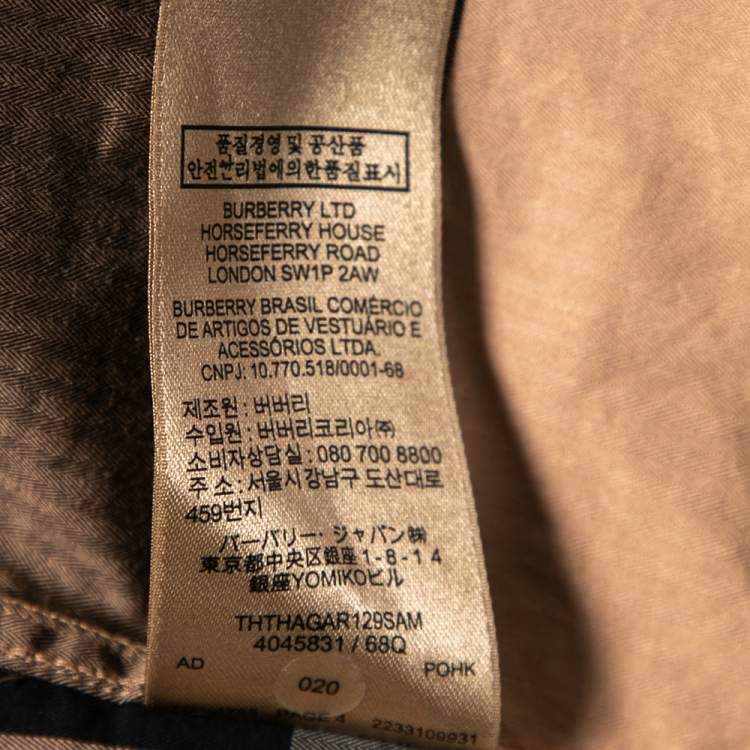 품질경영 및 공산품
안전관리법에의한품질표시
BURBERRY LTD
HORSEFERRY HOUSE
HORSEFERRY ROAD
LONDON SW1P 2AW
BURBERRY BRASIL COMÉRCIO
DE ARTIGOS DE VESTUÁRIO E
ACESSÓRIOS LTDA.
CNPJ: 10.770.518/0001-68
제조원 : 버버리
수입원 : 버버리코리아㈜
소비자상담실 : 080 700 8800
주 소 : 서울시강남구 도산대로
459번지
バーバリー・ジャパン㈱
東京都中央区銀座1-8-14
銀座YOMIKOビル
THTHAGAR129SAM
4045831 / 68Q
AD POHK
020
PAGE 4 2233109931